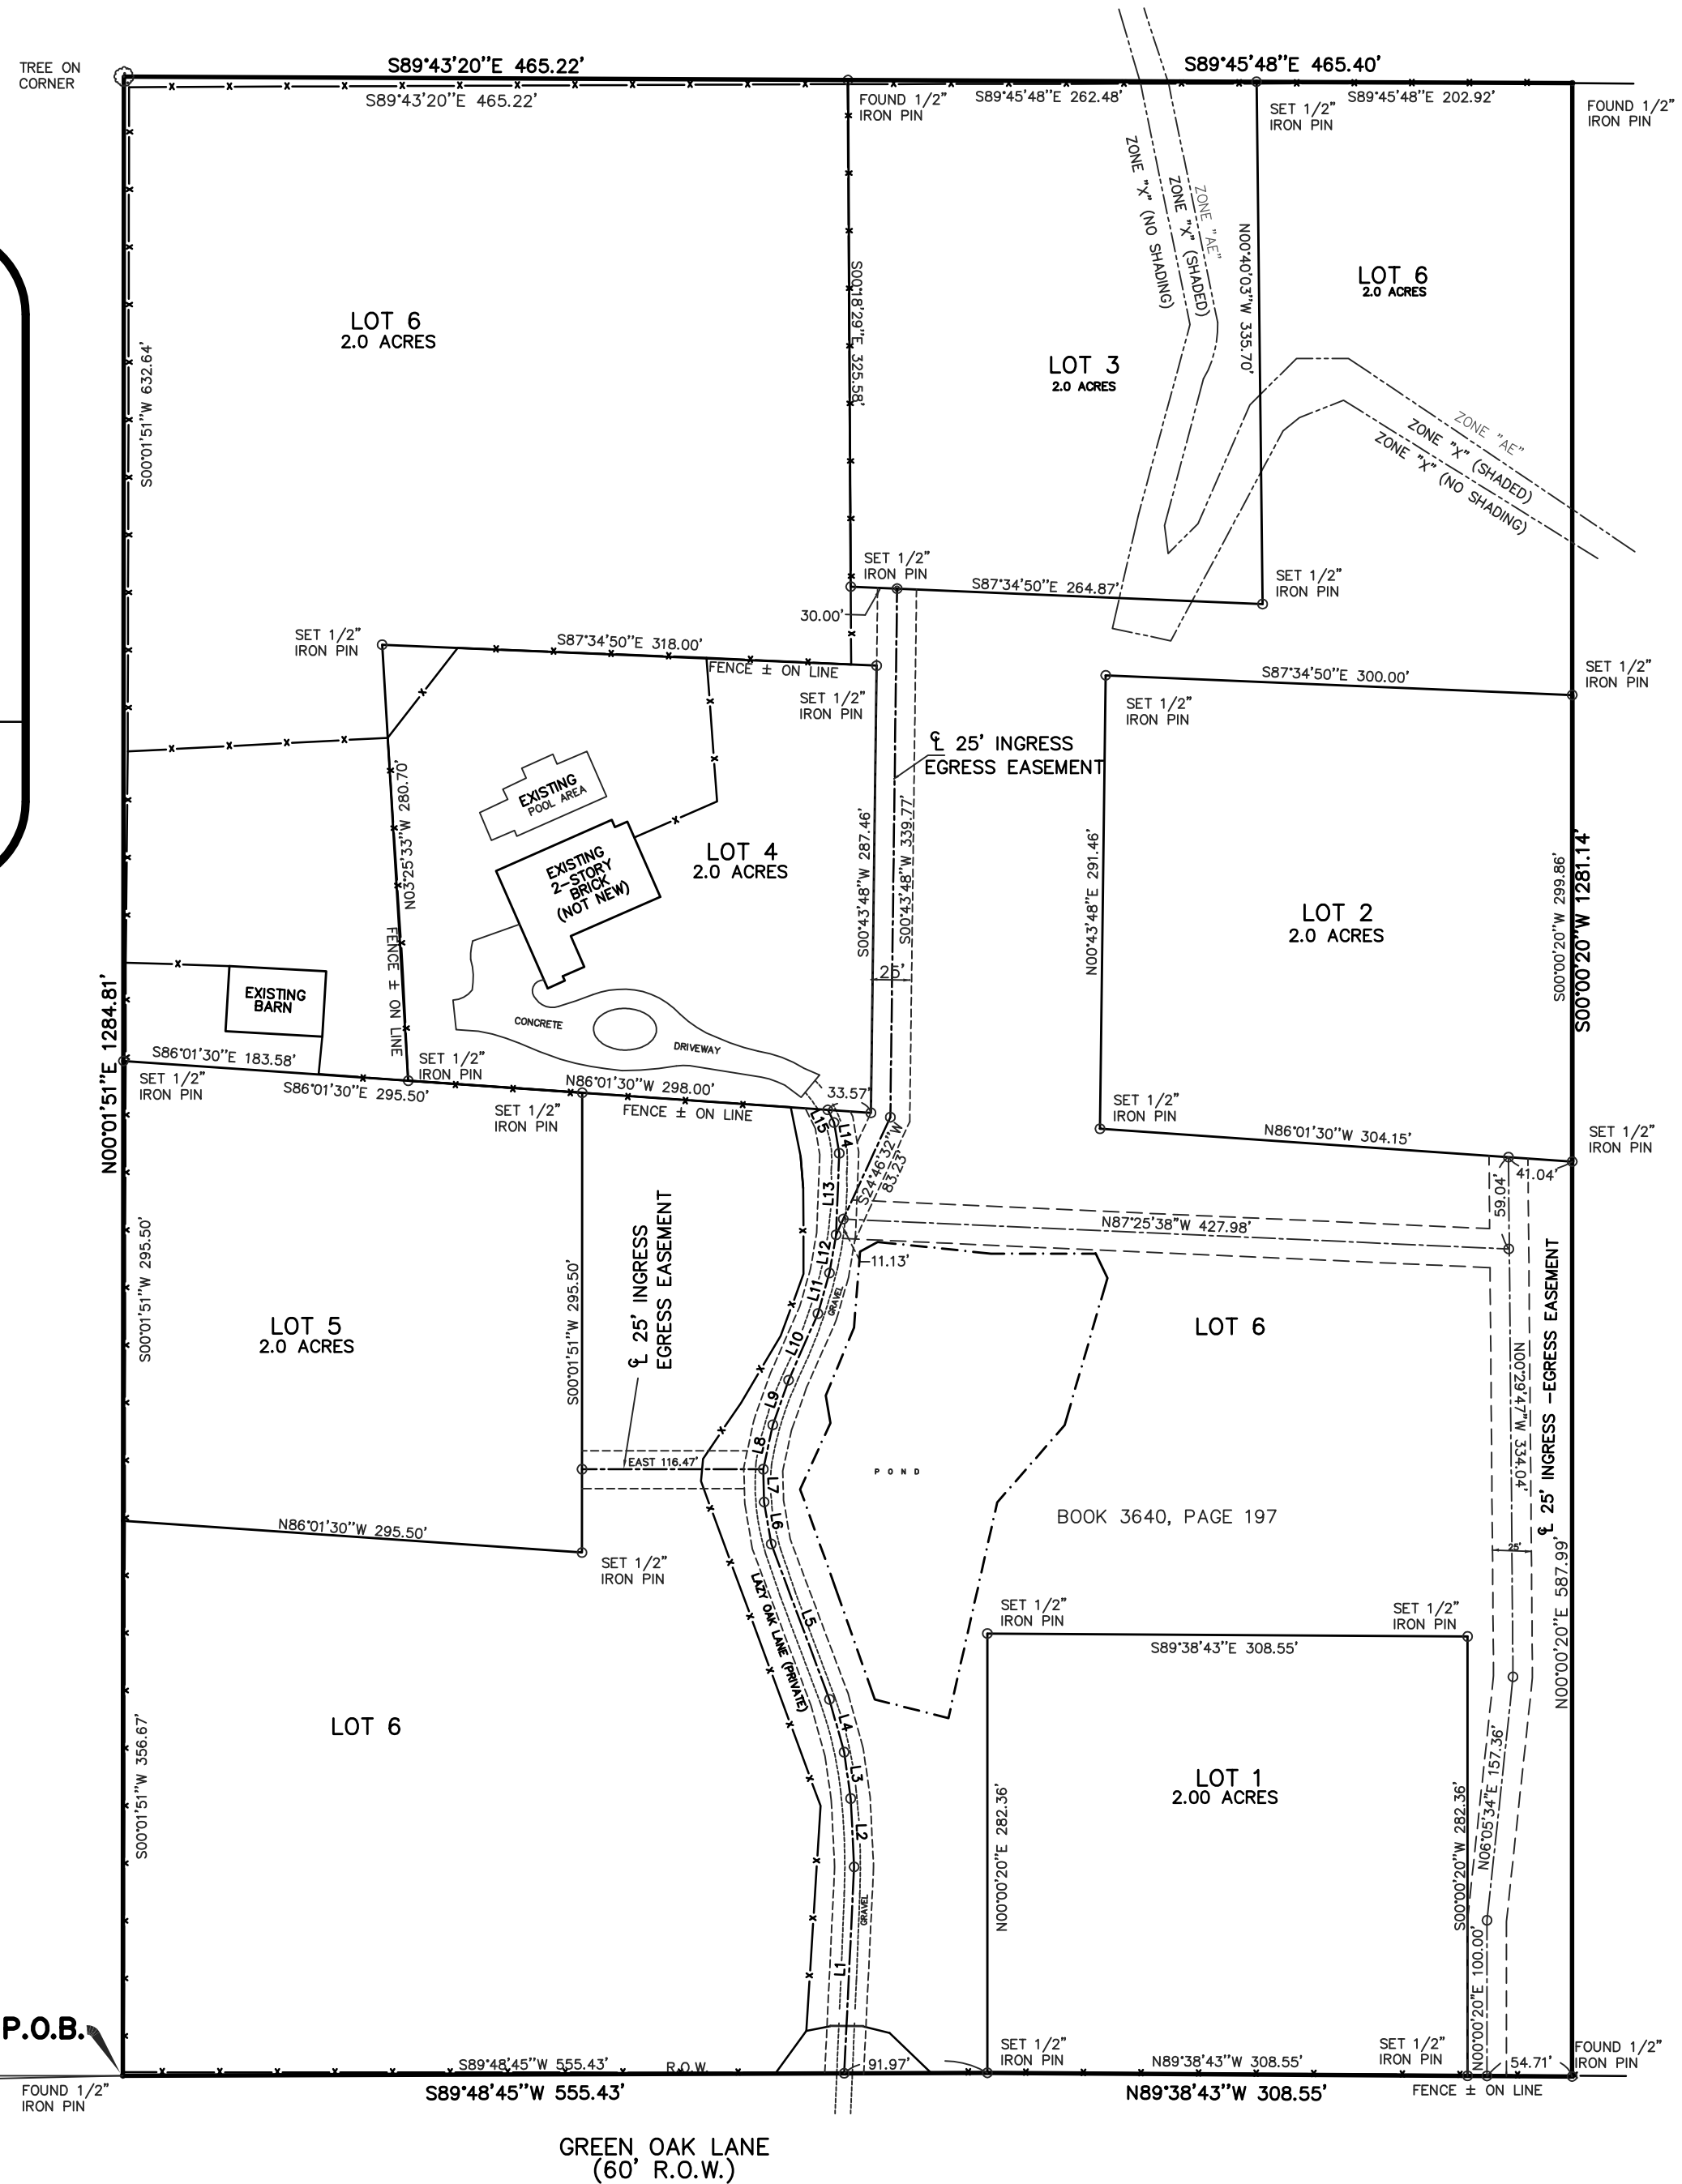 TREE ON
CORNER
S89°43'20"E 465.22'
S89°45'48"E 465.40'
S89°43'20"E 465.22'
FOUND 1/2"
IRON PIN
S89°45'48"E 262.48'
SET 1/2"
IRON PIN
S89°45'48"E 202.92'
FOUND 1/2"
IRON PIN
ZONE "X" (NO SHADING)
ZONE "X" (SHADED)
ZONE "AE"
N00°40'03"W 335.70'
S00°18'29"E 325.58'
S00°01'51"W 632.64'
LOT 6
2.0 ACRES
LOT 3
2.0 ACRES
LOT 6
2.0 ACRES
ZONE "AE"
ZONE "X" (SHADED)
ZONE "X" (NO SHADING)
SET 1/2"
IRON PIN
S87°34'50"E 264.87'
SET 1/2"
IRON PIN
30.00'
SET 1/2"
IRON PIN
S87°34'50"E 318.00'
FENCE ± ON LINE
SET 1/2"
IRON PIN
S87°34'50"E 300.00'
SET 1/2"
IRON PIN
SET 1/2"
IRON PIN
℄ 25' INGRESS
EGRESS EASEMENT
EXISTING
POOL AREA
EXISTING
2-STORY
BRICK
(NOT NEW)
LOT 4
2.0 ACRES
N03°25'33"W 280.70'
FENCE ± ON LINE
S00°43'48"W 287.46'
S00°43'48"W 339.77'
25'
N00°43'48"E 291.46'
LOT 2
2.0 ACRES
S00°00'20"W 299.86'
S00°00'20"W 1281.14'
N00°01'51"E 1284.81'
EXISTING
BARN
CONCRETE
DRIVEWAY
S86°01'30"E 183.58'
SET 1/2"
IRON PIN
S86°01'30"E 295.50'
SET 1/2"
IRON PIN
N86°01'30"W 298.00'
SET 1/2"
IRON PIN
FENCE ± ON LINE
33.57'
L15
L14
S24°46'32"W
83.23'
SET 1/2"
IRON PIN
N86°01'30"W 304.15'
SET 1/2"
IRON PIN
41.04'
59.04'
L13
N87°25'38"W 427.98'
11.13'
L12
L11
GRAVEL
L10
L9
L8
L7
L6
L5
L4
L3
L2
L1
GRAVEL
LOT 5
2.0 ACRES
S00°01'51"W 295.50'
S00°01'51"W 295.50'
℄ 25' INGRESS
EGRESS EASEMENT
EAST 116.47'
N86°01'30"W 295.50'
SET 1/2"
IRON PIN
LAZY OAK LANE (PRIVATE)
POND
LOT 6
BOOK 3640, PAGE 197
N00°29'47"W 334.04'
℄ 25' INGRESS -EGRESS EASEMENT
25'
N00°00'20"E 587.99'
SET 1/2"
IRON PIN
SET 1/2"
IRON PIN
S89°38'43"E 308.55'
LOT 6
S00°01'51"W 356.67'
LOT 1
2.00 ACRES
N00°00'20"E 282.36'
S00°00'20"W 282.36'
N06°05'34"E 157.36'
N00°00'20"E 100.00'
P.O.B.
FOUND 1/2"
IRON PIN
S89°48'45"W 555.43'
R.O.W.
91.97'
SET 1/2"
IRON PIN
N89°38'43"W 308.55'
SET 1/2"
IRON PIN
54.71'
FOUND 1/2"
IRON PIN
FENCE ± ON LINE
S89°48'45"W 555.43'
N89°38'43"W 308.55'
GREEN OAK LANE
(60' R.O.W.)